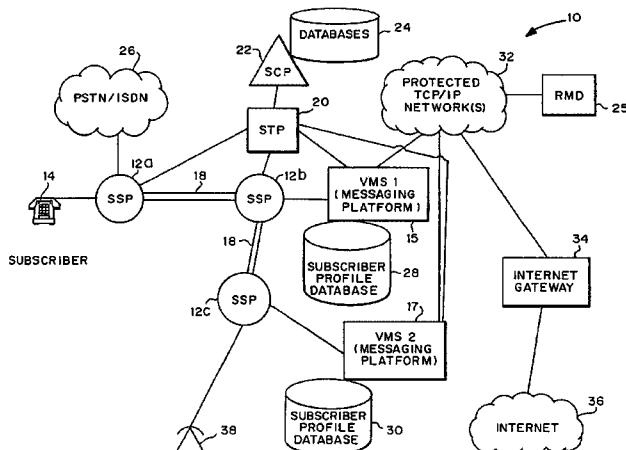 10
24
DATABASES
22
SCP
26
32
PSTN/ISDN
PROTECTED
TCP/IP
NETWORK(S)
RMD
25
20
STP
12a
12b
14
SSP
18
SSP
VMS 1
(MESSAGING
PLATFORM)
15
SUBSCRIBER
18
SUBSCRIBER
PROFILE
DATABASE
28
34
INTERNET
GATEWAY
12c
SSP
17
VMS 2
(MESSAGING
PLATFORM)
38
SUBSCRIBER
PROFILE
DATABASE
30
INTERNET
36